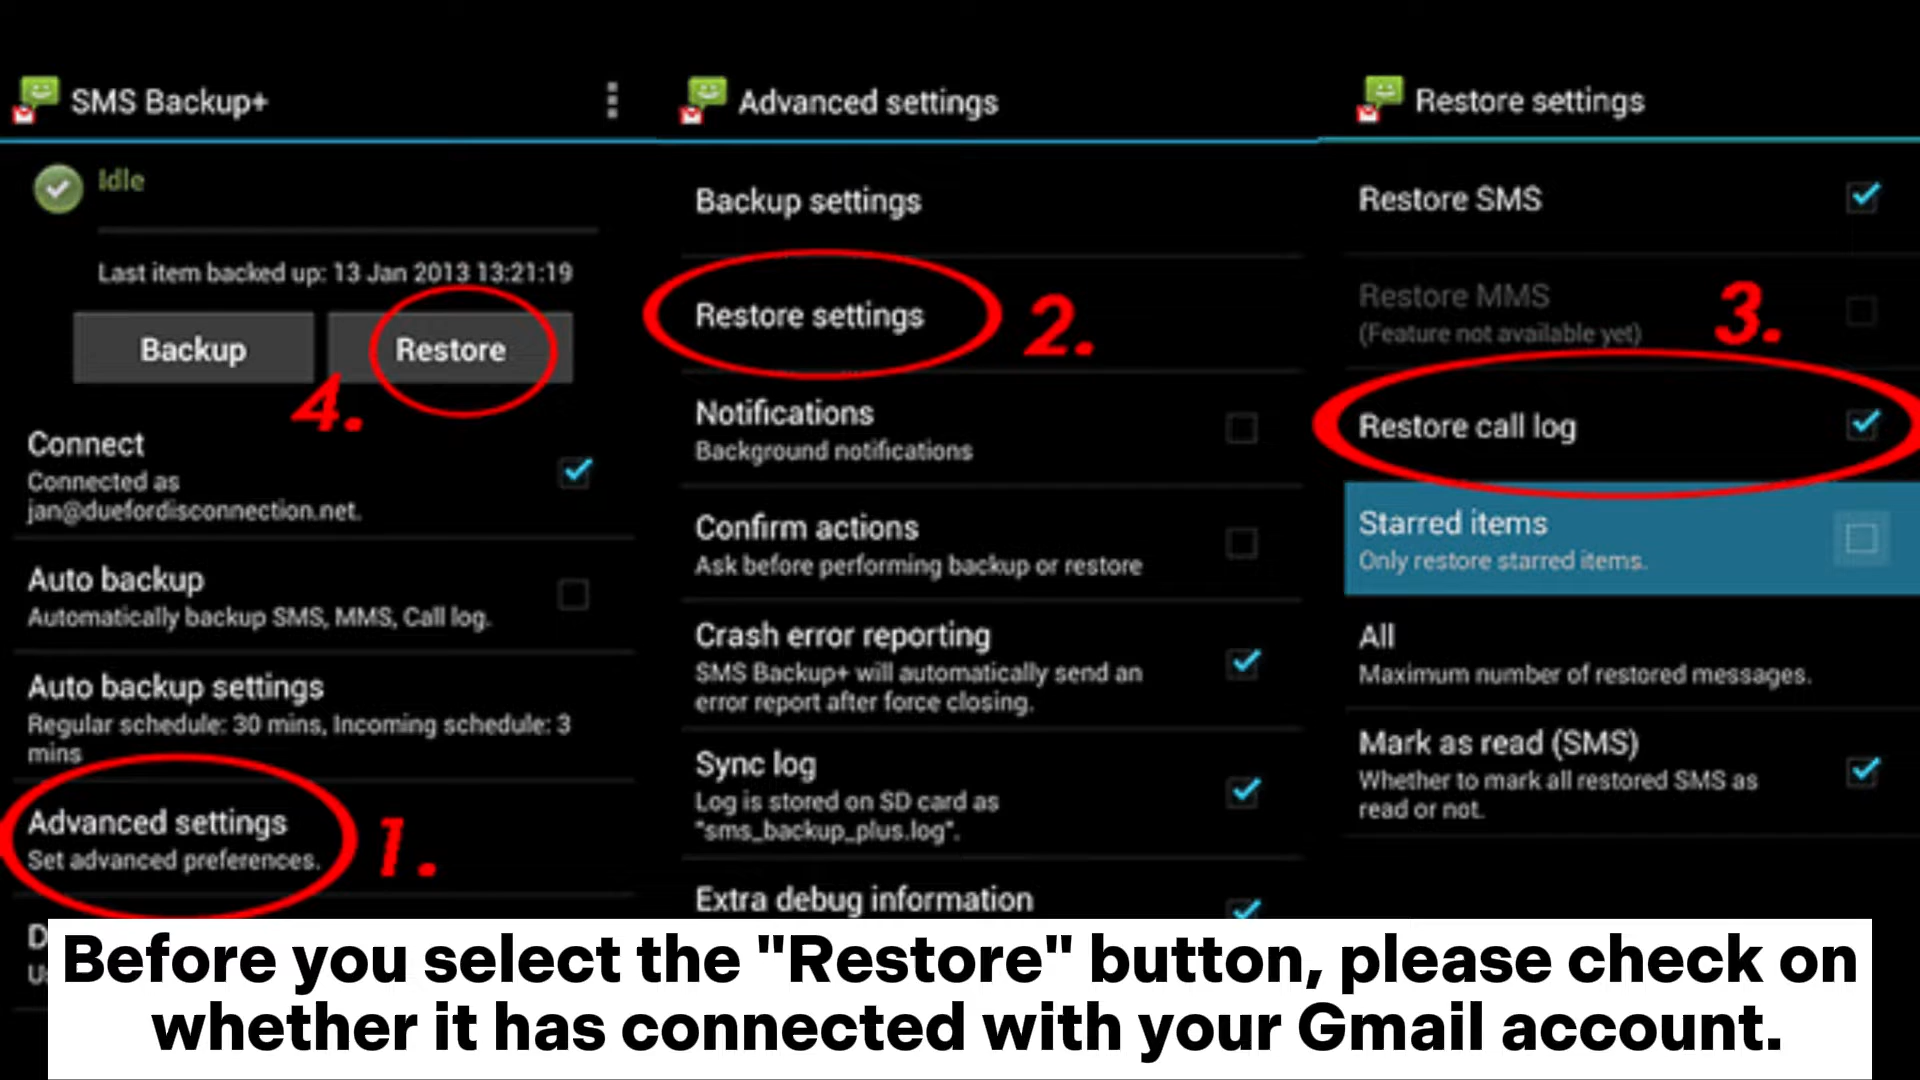 SMS Backup+
Idle
Last item backed up: 13 Jan 2013 13:21:19
Backup
Restore
4.
Connect
Connected as
jan@duefordisconnection.net.
Auto backup
Automatically backup SMS, MMS, Call log.
Auto backup settings
Regular schedule: 30 mins, Incoming schedule: 3
mins
Advanced settings
Set advanced preferences.
1.
Advanced settings
Backup settings
Restore settings
2.
Notifications
Background notifications
Confirm actions
Ask before performing backup or restore
Crash error reporting
SMS Backup+ will automatically send an
error report after force closing.
Sync log
Log is stored on SD card as
"sms_backup_plus.log".
Extra debug information
Restore settings
Restore SMS
Restore MMS
(Feature not available yet)
3.
Restore call log
Starred items
Only restore starred items.
All
Maximum number of restored messages.
Mark as read (SMS)
Whether to mark all restored SMS as
read or not.
Before you select the "Restore" button, please check on
whether it has connected with your Gmail account.